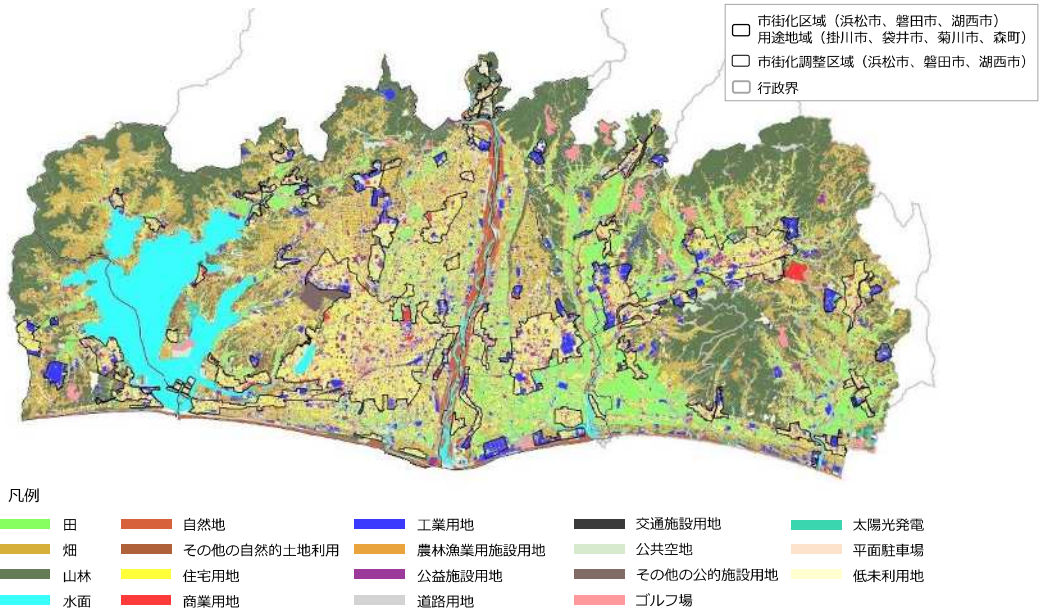 市街化区域（浜松市、磐田市、湖西市）
用途地域（掛川市、袋井市、菊川市、森町）
市街化調整区域（浜松市、磐田市、湖西市）
行政界
凡例
田
畑
山林
水面
自然地
その他の自然的土地利用
住宅用地
商業用地
工業用地
農林漁業用施設用地
公益施設用地
道路用地
交通施設用地
公共空地
その他の公的施設用地
ゴルフ場
太陽光発電
平面駐車場
低未利用地